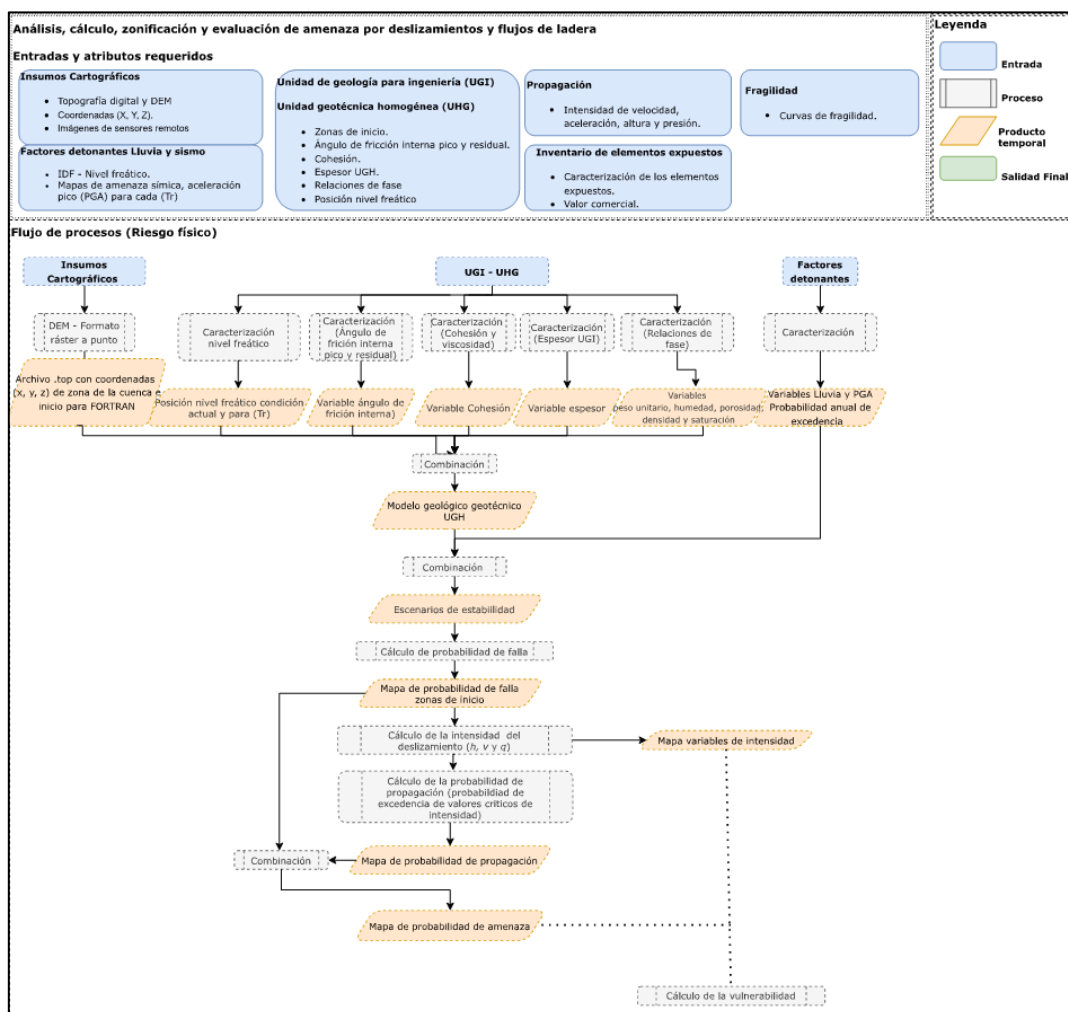 Análisis, cálculo, zonificación y evaluación de amenaza por deslizamientos y flujos de ladera
Entradas y atributos requeridos
Insumos Cartográficos
• Topografía digital y DEM
• Coordenadas (X, Y, Z).
• Imágenes de sensores remotos
Factores detonantes Lluvia y sismo
• IDF - Nivel freático.
• Mapas de amenaza símica, aceleración
pico (PGA) para cada (Tr)
Unidad de geología para ingeniería (UGI)
Unidad geotécnica homogénea (UHG)
• Zonas de inicio.
• Ángulo de fricción interna pico y residual.
• Cohesión.
• Espesor UGH.
• Relaciones de fase
• Posición nivel freático
Propagación
• Intensidad de velocidad,
aceleración, altura y presión.
Inventario de elementos expuestos
• Caracterización de los elementos
expuestos.
• Valor comercial.
Fragilidad
• Curvas de fragilidad.
Leyenda
Entrada
Proceso
Producto
temporal
Salidad Final
Flujo de procesos (Riesgo físico)
Insumos
Cartográficos
UGI - UHG
Factores
detonantes
DEM - Formato
ráster a punto
Caracterización
nivel freático
Caracterización
(Ángulo de
fricción interna
pico y residual)
Caracterización
(Cohesión y
viscosidad)
Caracterización
(Espesor UGI)
Caracterización
(Relaciones de
fase)
Caracterización
Archivo .top con coordenadas
(x, y, z) de zona de la cuenca e
inicio para FORTRAN
Posición nivel freático condición
actual y para (Tr)
Variable ángulo de
fricción interna)
Variable Cohesión
Variable espesor
Variables
peso unitario, humedad, porosidad,
densidad y saturación
Variables Lluvia y PGA
Probabilidad anual de
excedencia
Combinación
Modelo geológico geotécnico
UGH
Combinación
Escenarios de estabiilidad
Cálculo de probabilidad de falla
Mapa de probabilidad de falla
zonas de inicio
Cálculo de la intensidad del
deslizamiento (h, v y q)
Mapa variables de intensidad
Cálculo de la probabilidad de
propagación (probabildiad de
excedencia de valores criticos de
intensidad)
Combinación
Mapa de probabilidad de propagación
Mapa de probabilidad de amenaza
Cálculo de la vulnerabilidad